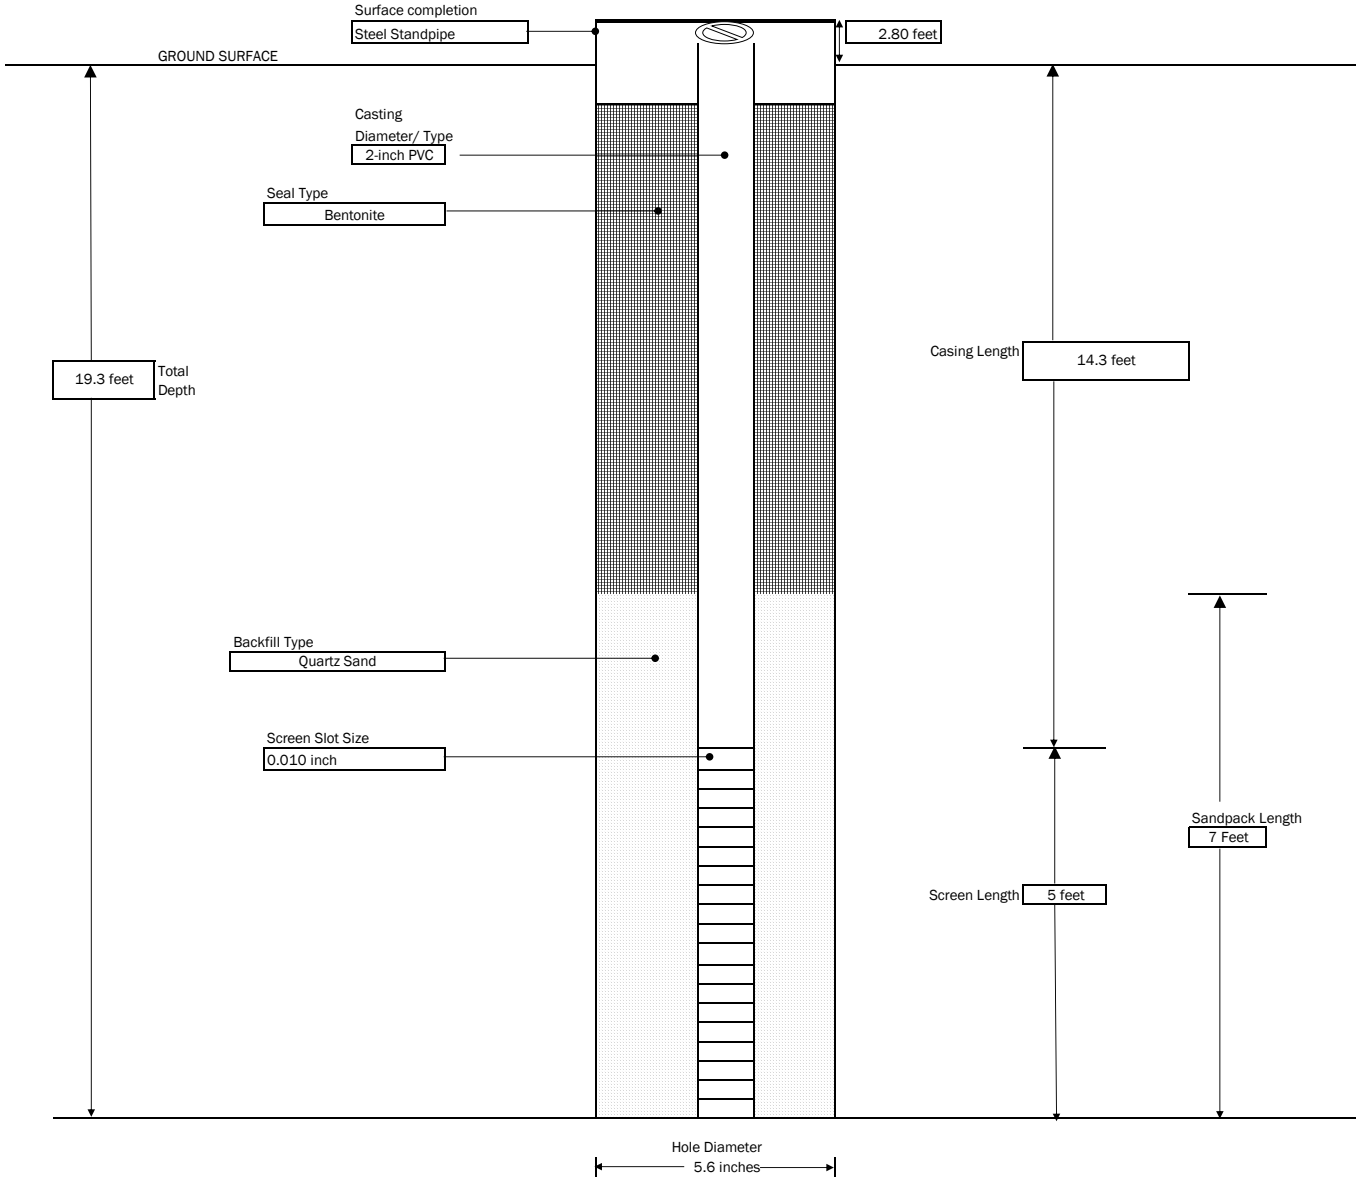 Surface completion
Steel Standpipe
2.80 feet
GROUND SURFACE
Casting
Diameter/ Type
2-inch PVC
Seal Type
Bentonite
Casing Length
14.3 feet
19.3 feet
Total
Depth
Backfill Type
Quartz Sand
Screen Slot Size
0.010 inch
Sandpack Length
7 Feet
Screen Length
5 feet
Hole Diameter
5.6 inches